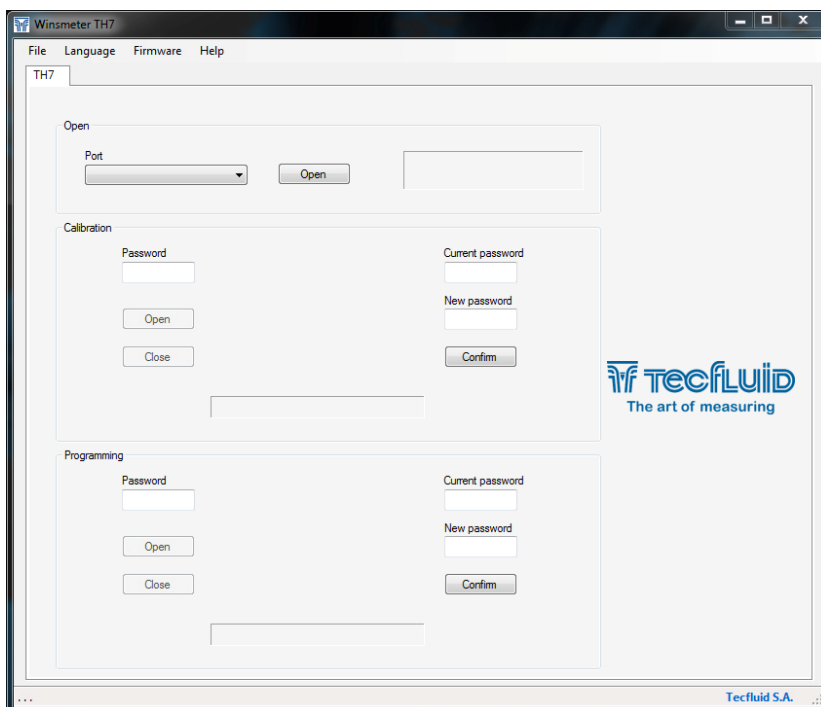 Winsmeter TH7
File Language Firmware Help
TH7
Open
Port
Open
Calibration
Password
Current password
New password
Open
Close
Confirm
TECFLUID
The art of measuring
Programming
Password
Current password
New password
Open
Close
Confirm
...
Tecfluid S.A.